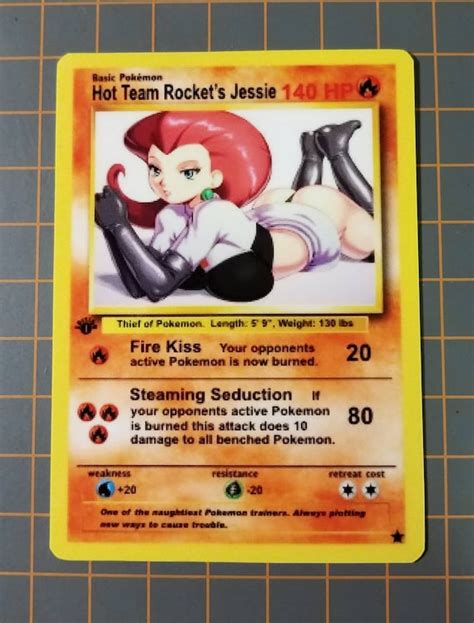 Basic Pokémon
Hot Team Rocket's Jessie 140 HP
1
Thief of Pokemon. Length: 5' 9", Weight: 130 lbs
Fire Kiss Your opponents 20
active Pokemon is now burned.
Steaming Seduction If
your opponents active Pokemon 80
is burned this attack does 10
damage to all benched Pokemon.
weakness resistance retreat cost
+20 -20
One of the naughtiest Pokemon trainers. Always plotting
new ways to cause trouble.